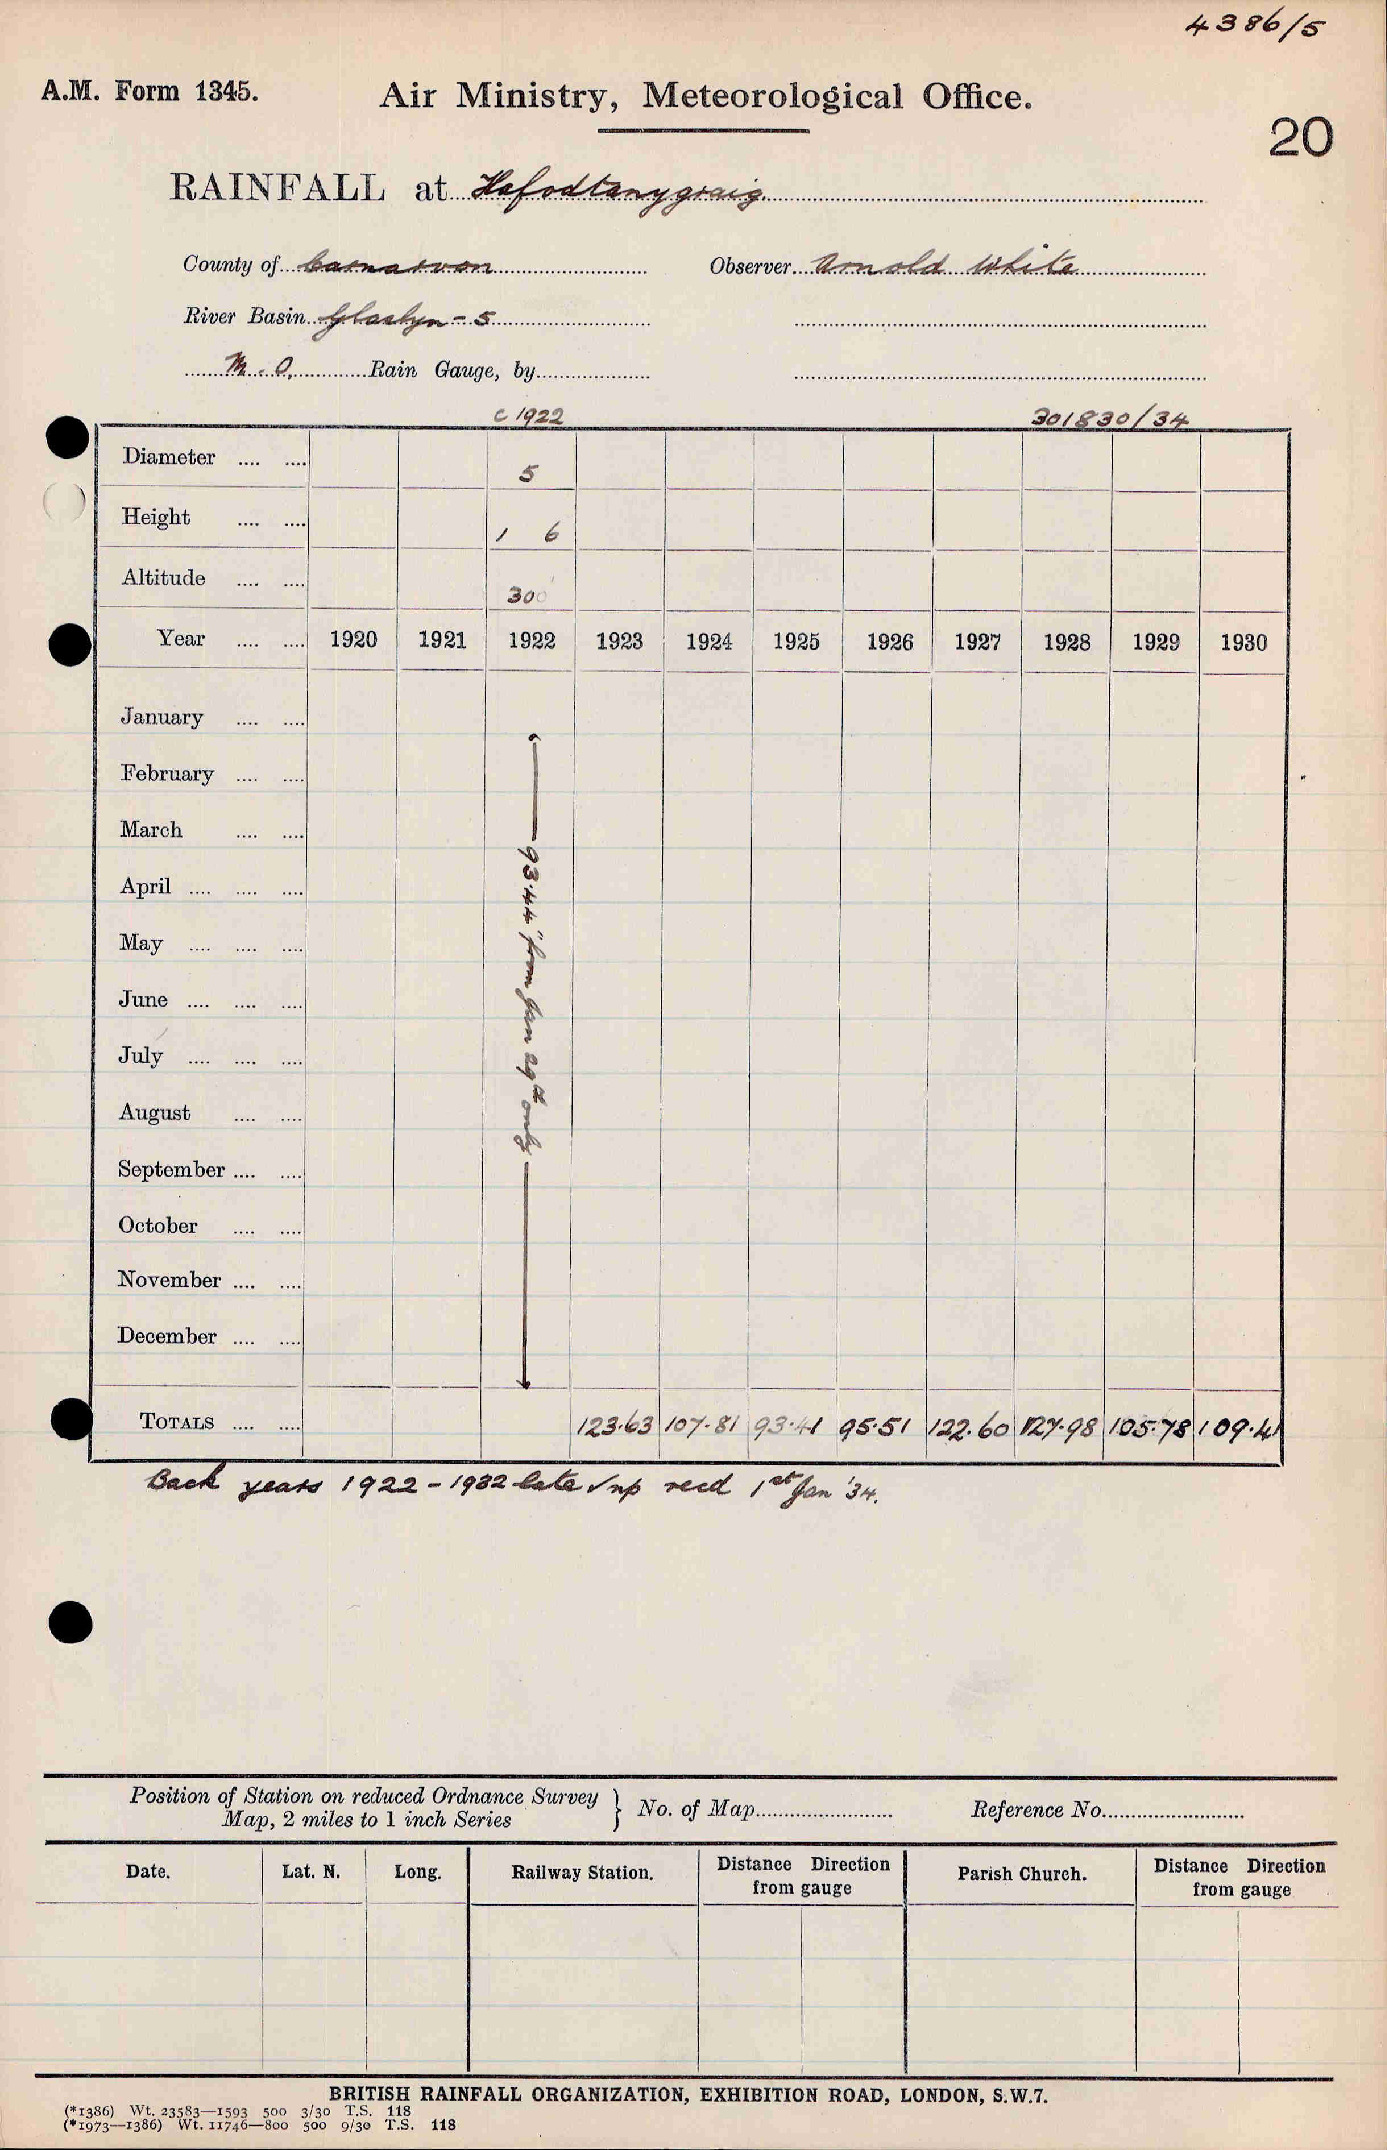 4386/5
A.M. Form 1345.
Air Ministry, Meteorological Office.
20
RAINFALL at Hafodtanygraig
County of Carnarvon Observer Arnold White
River Basin Glaslyn - 5
M.O. Rain Gauge, by
c 1922 301830/34
Diameter .... .... 5
Height .... .... 1 6
Altitude .... .... 300
Year .... .... 1920 1921 1922 1923 1924 1925 1926 1927 1928 1929 1930
January .... ....
February .... ....
March .... ....
April .... .... ....
May .... .... ....
June .... .... ....
July .... .... ....
August .... ....
September .... ....
October .... ....
November .... ....
December .... ....
93.44" from Jan 29th only
TOTALS .... .... 123.63 107.81 93.41 95.51 122.60 127.98 105.78 109.41
Back years 1922 - 1932 late √ np recd 1st Jan '34.
Position of Station on reduced Ordnance Survey
Map, 2 miles to 1 inch Series } No. of Map Reference No.
Date. Lat. N. Long. Railway Station. Distance Direction from gauge Parish Church. Distance Direction from gauge
BRITISH RAINFALL ORGANIZATION, EXHIBITION ROAD, LONDON, S.W.7.
(*1386) Wt. 23583—1593 500 3/30 T.S. 118
(*1973—1386) Wt. 11746—800 500 9/30 T.S. 118